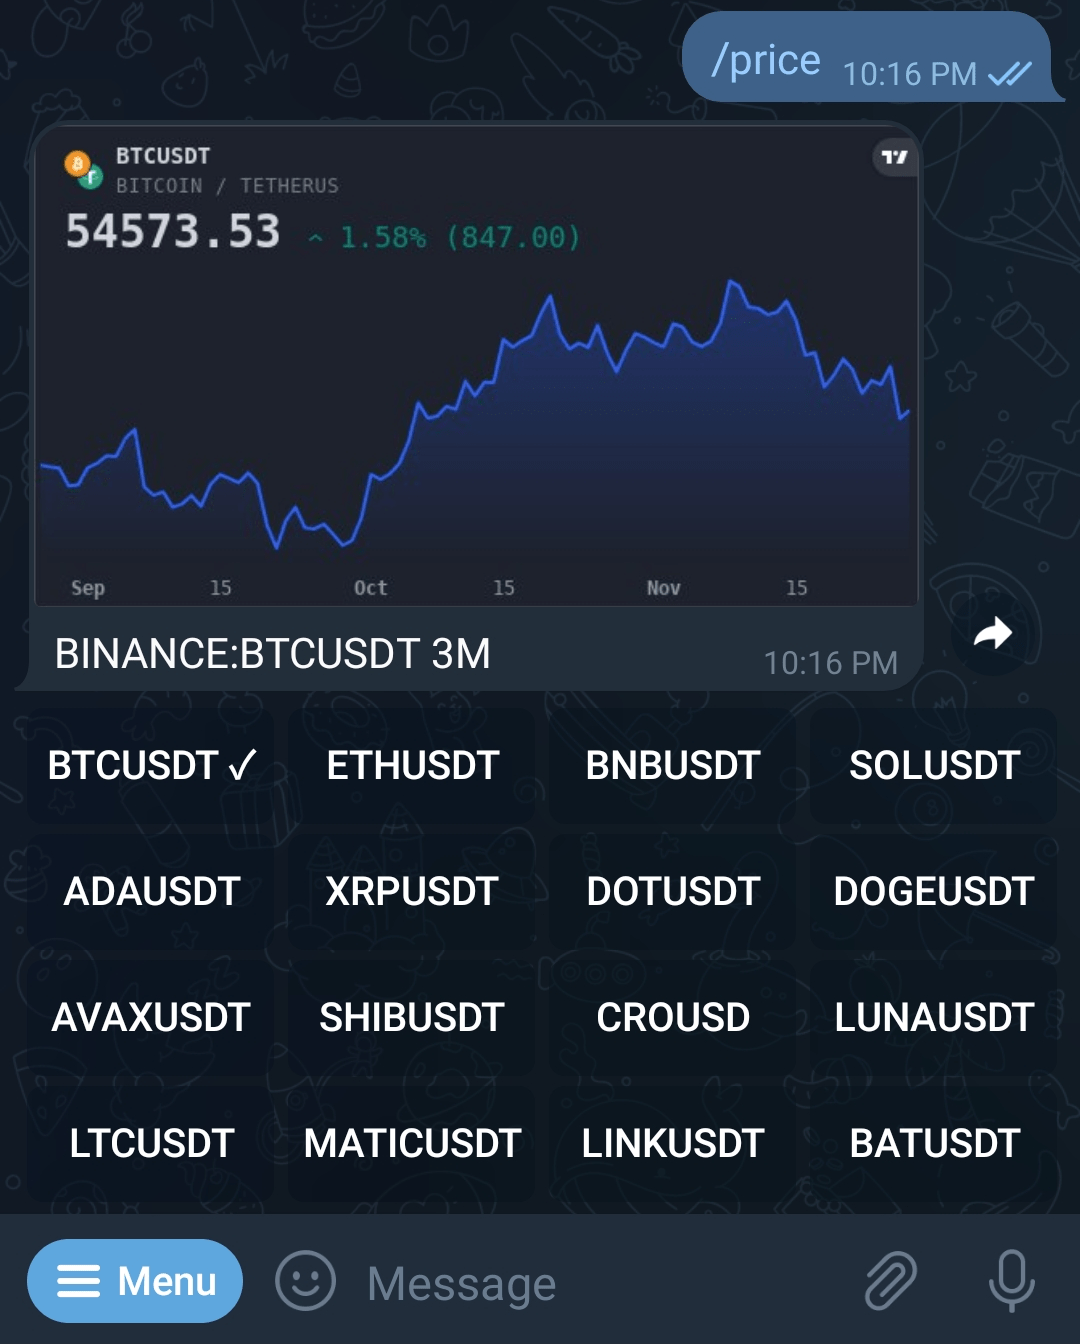 /price 10:16 PM
BTCUSDT
BITCOIN / TETHERUS
54573.53 1.58% (847.00)
Sep 15 Oct 15 Nov 15
BINANCE:BTCUSDT 3M
10:16 PM
BTCUSDT ✓ ETHUSDT BNBUSDT SOLUSDT
ADAUSDT XRPUSDT DOTUSDT DOGEUSDT
AVAXUSDT SHIBUSDT CROUSD LUNAUSDT
LTCUSDT MATICUSDT LINKUSDT BATUSDT
Menu Message